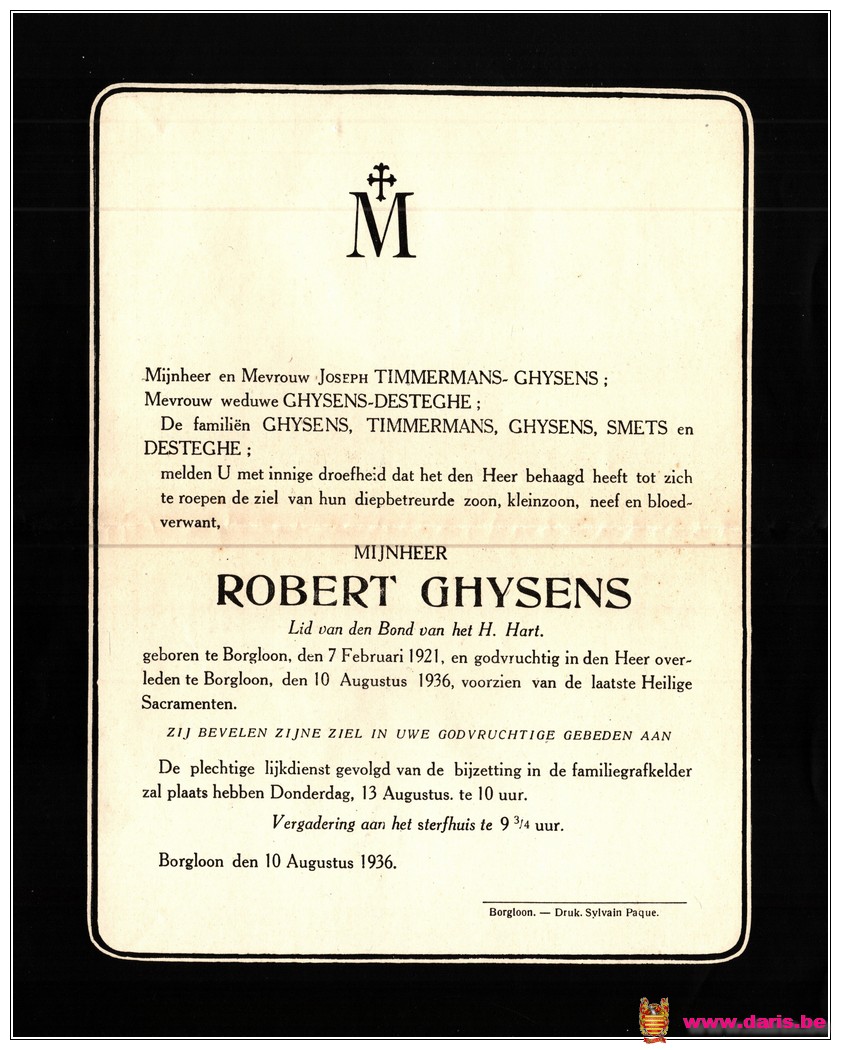 M
Mijnheer en Mevrouw JOSEPH TIMMERMANS- GHYSENS ;
Mevrouw weduwe GHYSENS-DESTEGHE ;
De familiën GHYSENS, TIMMERMANS, GHYSENS, SMETS en
DESTEGHE ;
melden U met innige droefheid dat het den Heer behaagd heeft tot zich
te roepen de ziel van hun diepbetreurde zoon, kleinzoon, neef en bloed-
verwant,
MIJNHEER
ROBERT GHYSENS
Lid van den Bond van het H. Hart.
geboren te Borgloon, den 7 Februari 1921, en godvruchtig in den Heer over-
leden te Borgloon, den 10 Augustus 1936, voorzien van de laatste Heilige
Sacramenten.
ZIJ BEVELEN ZIJNE ZIEL IN UWE GODVRUCHTIGE GEBEDEN AAN
De plechtige lijkdienst gevolgd van de bijzetting in de familiegrafkelder
zal plaats hebben Donderdag, 13 Augustus. te 10 uur.
Vergadering aan het sterfhuis te 9 3/4 uur.
Borgloon den 10 Augustus 1936.
Borgloon. — Druk. Sylvain Paque.
www.daris.be